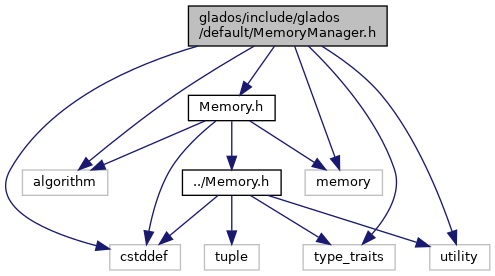 glados/include/glados
/default/MemoryManager.h
Memory.h
algorithm
../Memory.h
memory
cstddef
tuple
type_traits
utility